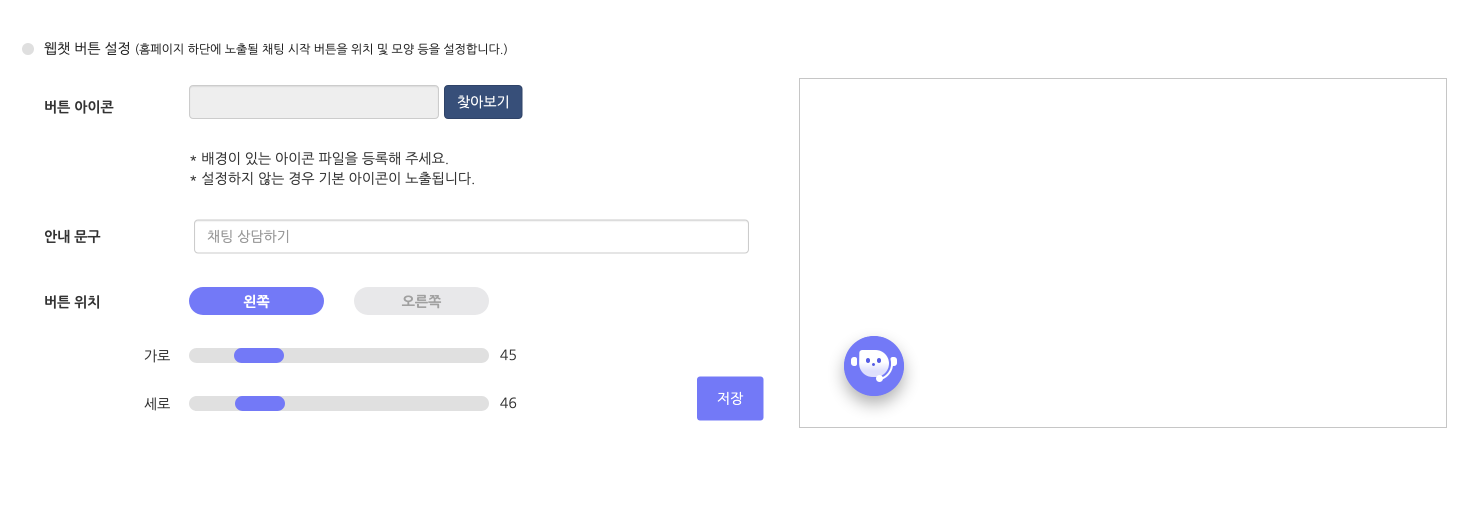 웹챗 버튼 설정 (홈페이지 하단에 노출될 채팅 시작 버튼을 위치 및 모양 등을 설정합니다.)
버튼 아이콘
찾아보기
* 배경이 있는 아이콘 파일을 등록해 주세요.
* 설정하지 않는 경우 기본 아이콘이 노출됩니다.
안내 문구
채팅 상담하기
버튼 위치
왼쪽
오른쪽
가로
45
세로
46
저장